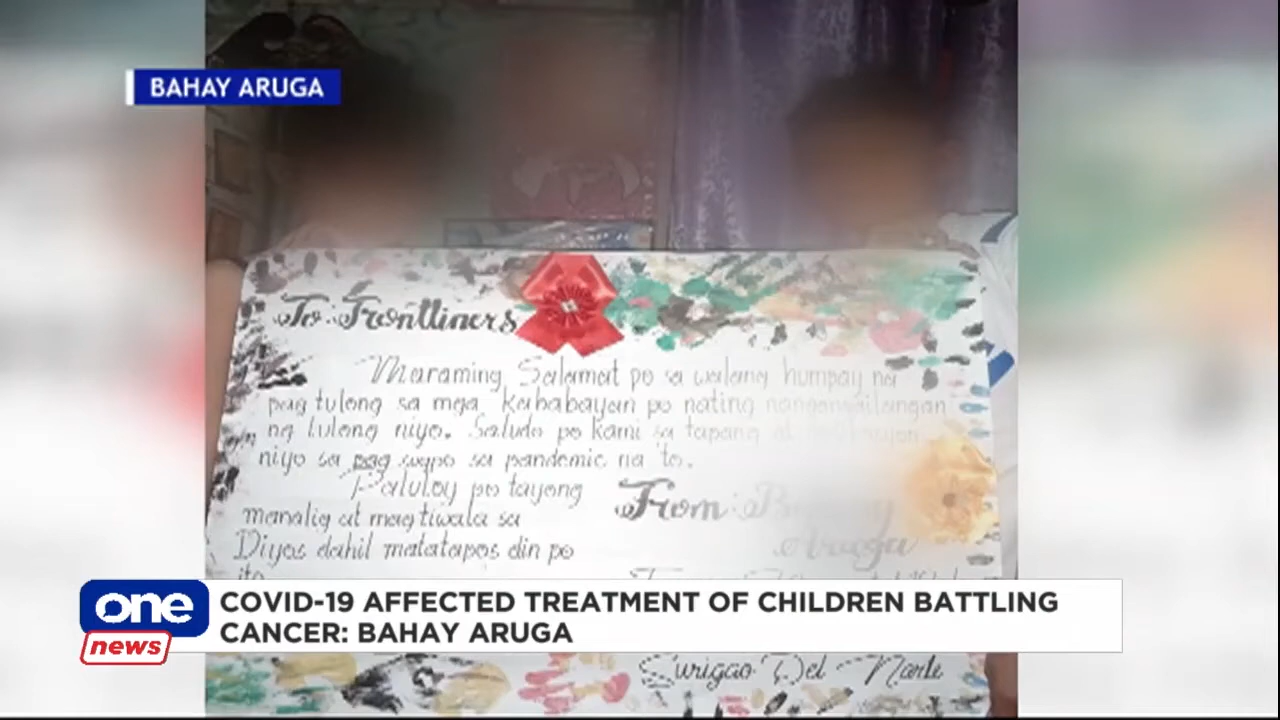 BAHAY ARUGA
To: Frontliners
Maraming Salamat po sa walang humpay na
pag tulong sa mga kababayan po nating nangangailangan
ng tulong niyo. Saludo po kami sa tapang at
niyo sa pag sugpo sa pandemic na 'to.
Patuloy po tayong
manalig at magtiwala sa
Diyos dahil matatapos din po
ito
From: Bahay
Aruga
one
news
COVID-19 AFFECTED TREATMENT OF CHILDREN BATTLING
CANCER: BAHAY ARUGA
Surigao Del Norte